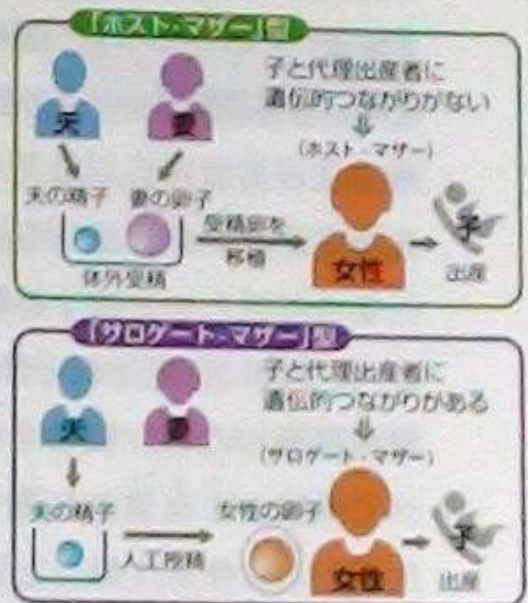 「ホスト・マザー」型
夫
妻
子と代理出産者に
遺伝的つながりがない
(ホスト・マザー)
夫の精子
妻の卵子
体外受精
受精卵を
移植
女性
子
出産
「サロゲート・マザー」型
夫
妻
子と代理出産者に
遺伝的つながりがある
(サロゲート・マザー)
夫の精子
人工授精
女性の卵子
女性
子
出産